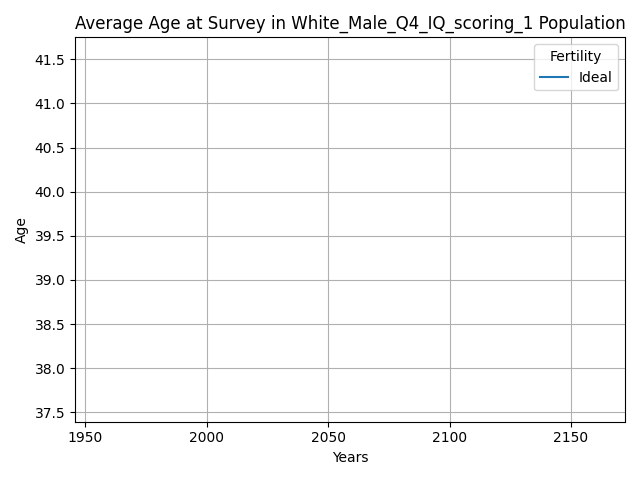 Average Age at Survey in White_Male_Q4_IQ_scoring_1 Population
Fertility
Ideal
41.5
41.0
40.5
40.0
39.5
39.0
38.5
38.0
37.5
Age
1950 2000 2050 2100 2150
Years